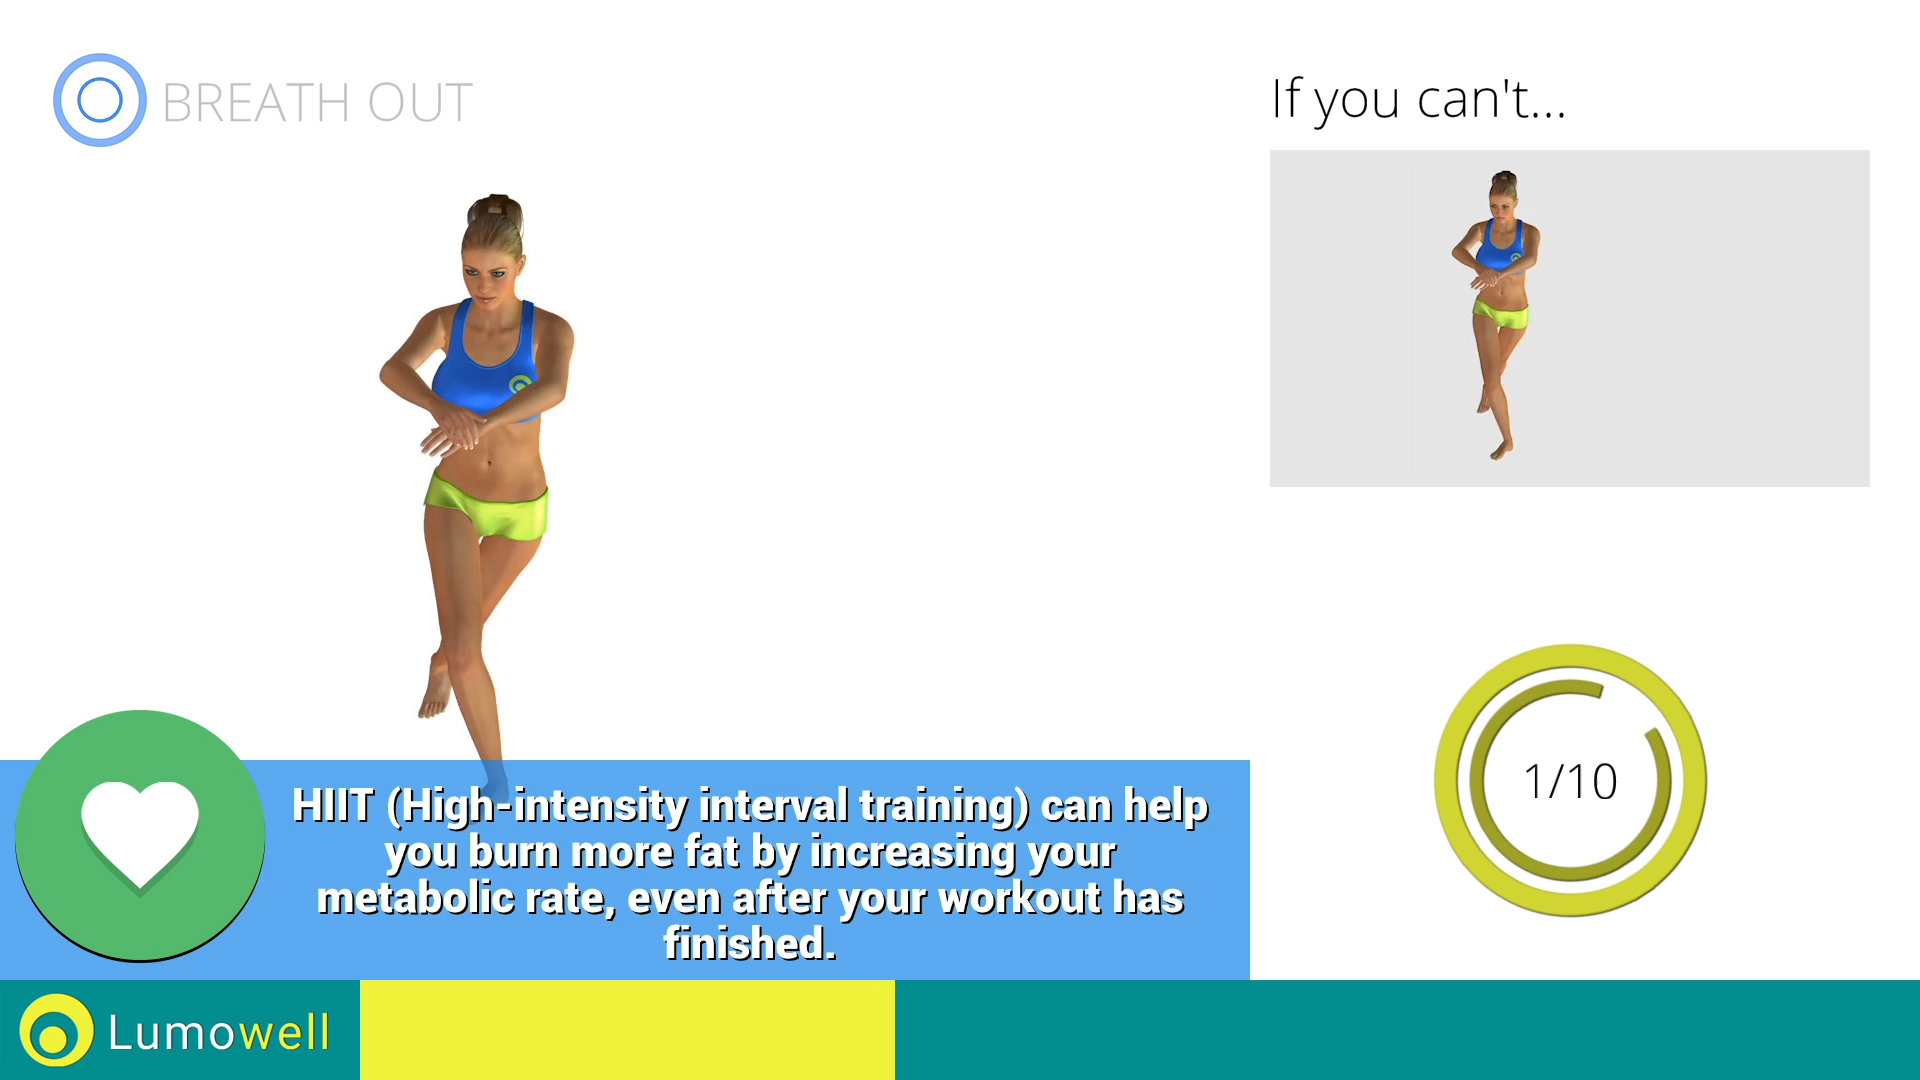 BREATH OUT
If you can't...
1/10
HIIT (High-intensity interval training) can help
you burn more fat by increasing your
metabolic rate, even after your workout has
finished.
Lumowell